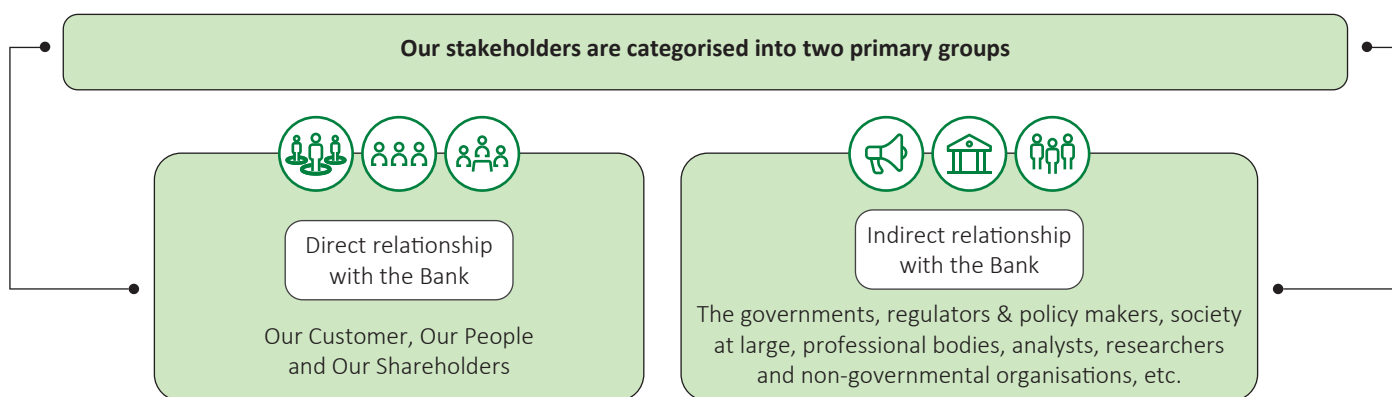 Our stakeholders are categorised into two primary groups
Direct relationship
with the Bank
Our Customer, Our People
and Our Shareholders
Indirect relationship
with the Bank
The governments, regulators & policy makers, society
at large, professional bodies, analysts, researchers
and non-governmental organisations, etc.